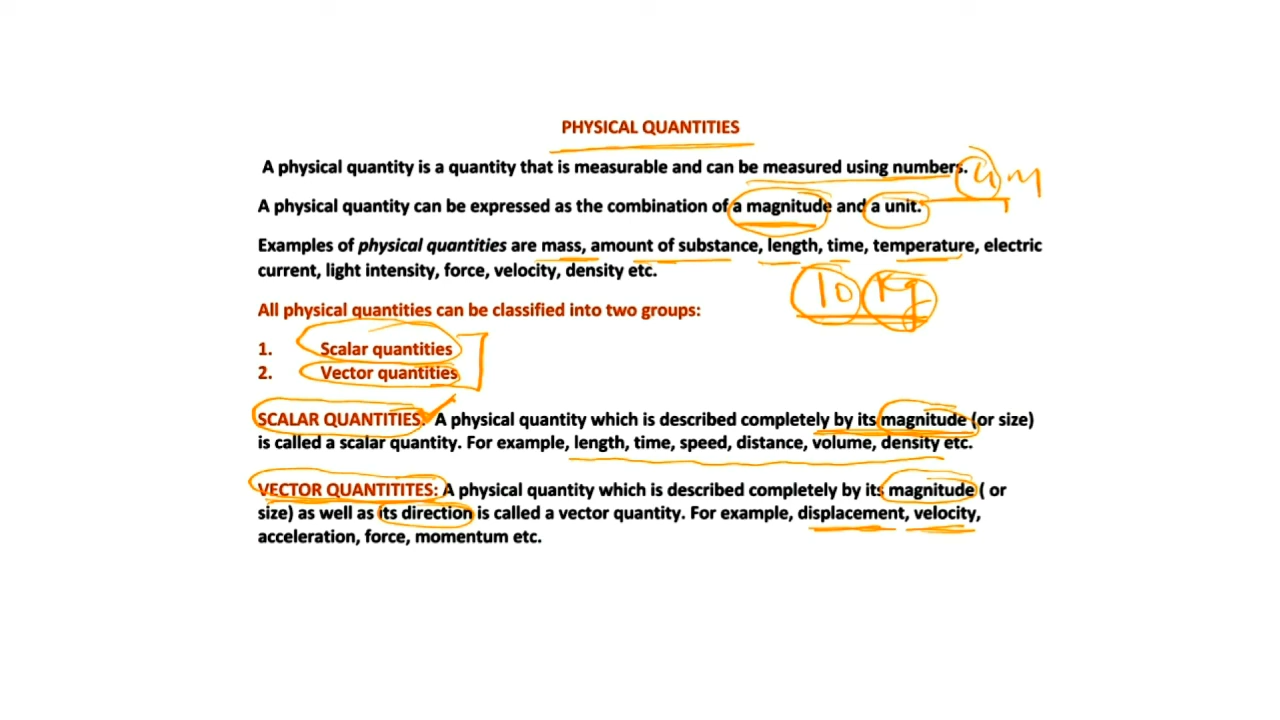 PHYSICAL QUANTITIES
A physical quantity is a quantity that is measurable and can be measured using numbers.
A physical quantity can be expressed as the combination of a magnitude and a unit.
Examples of physical quantities are mass, amount of substance, length, time, temperature, electric
current, light intensity, force, velocity, density etc.
10 kg
All physical quantities can be classified into two groups:
1. Scalar quantities
2. Vector quantities
SCALAR QUANTITIES: A physical quantity which is described completely by its magnitude (or size)
is called a scalar quantity. For example, length, time, speed, distance, volume, density etc.
VECTOR QUANTITITES: A physical quantity which is described completely by its magnitude ( or
size) as well as its direction is called a vector quantity. For example, displacement, velocity,
acceleration, force, momentum etc.